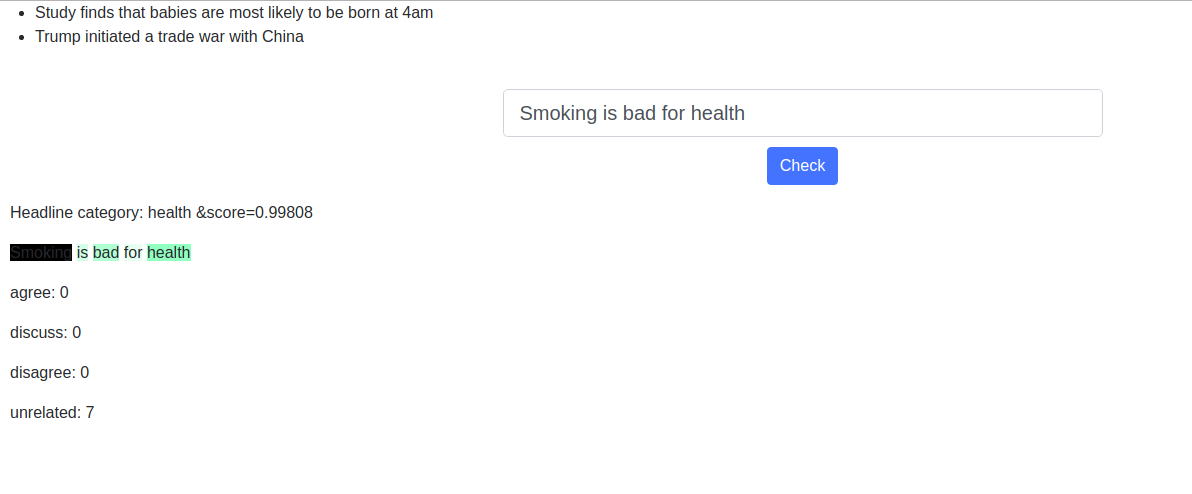 Study finds that babies are most likely to be born at 4am
Trump initiated a trade war with China
Smoking is bad for health
Check
Headline category: health &score=0.99808
Smoking is bad for health
agree: 0
discuss: 0
disagree: 0
unrelated: 7